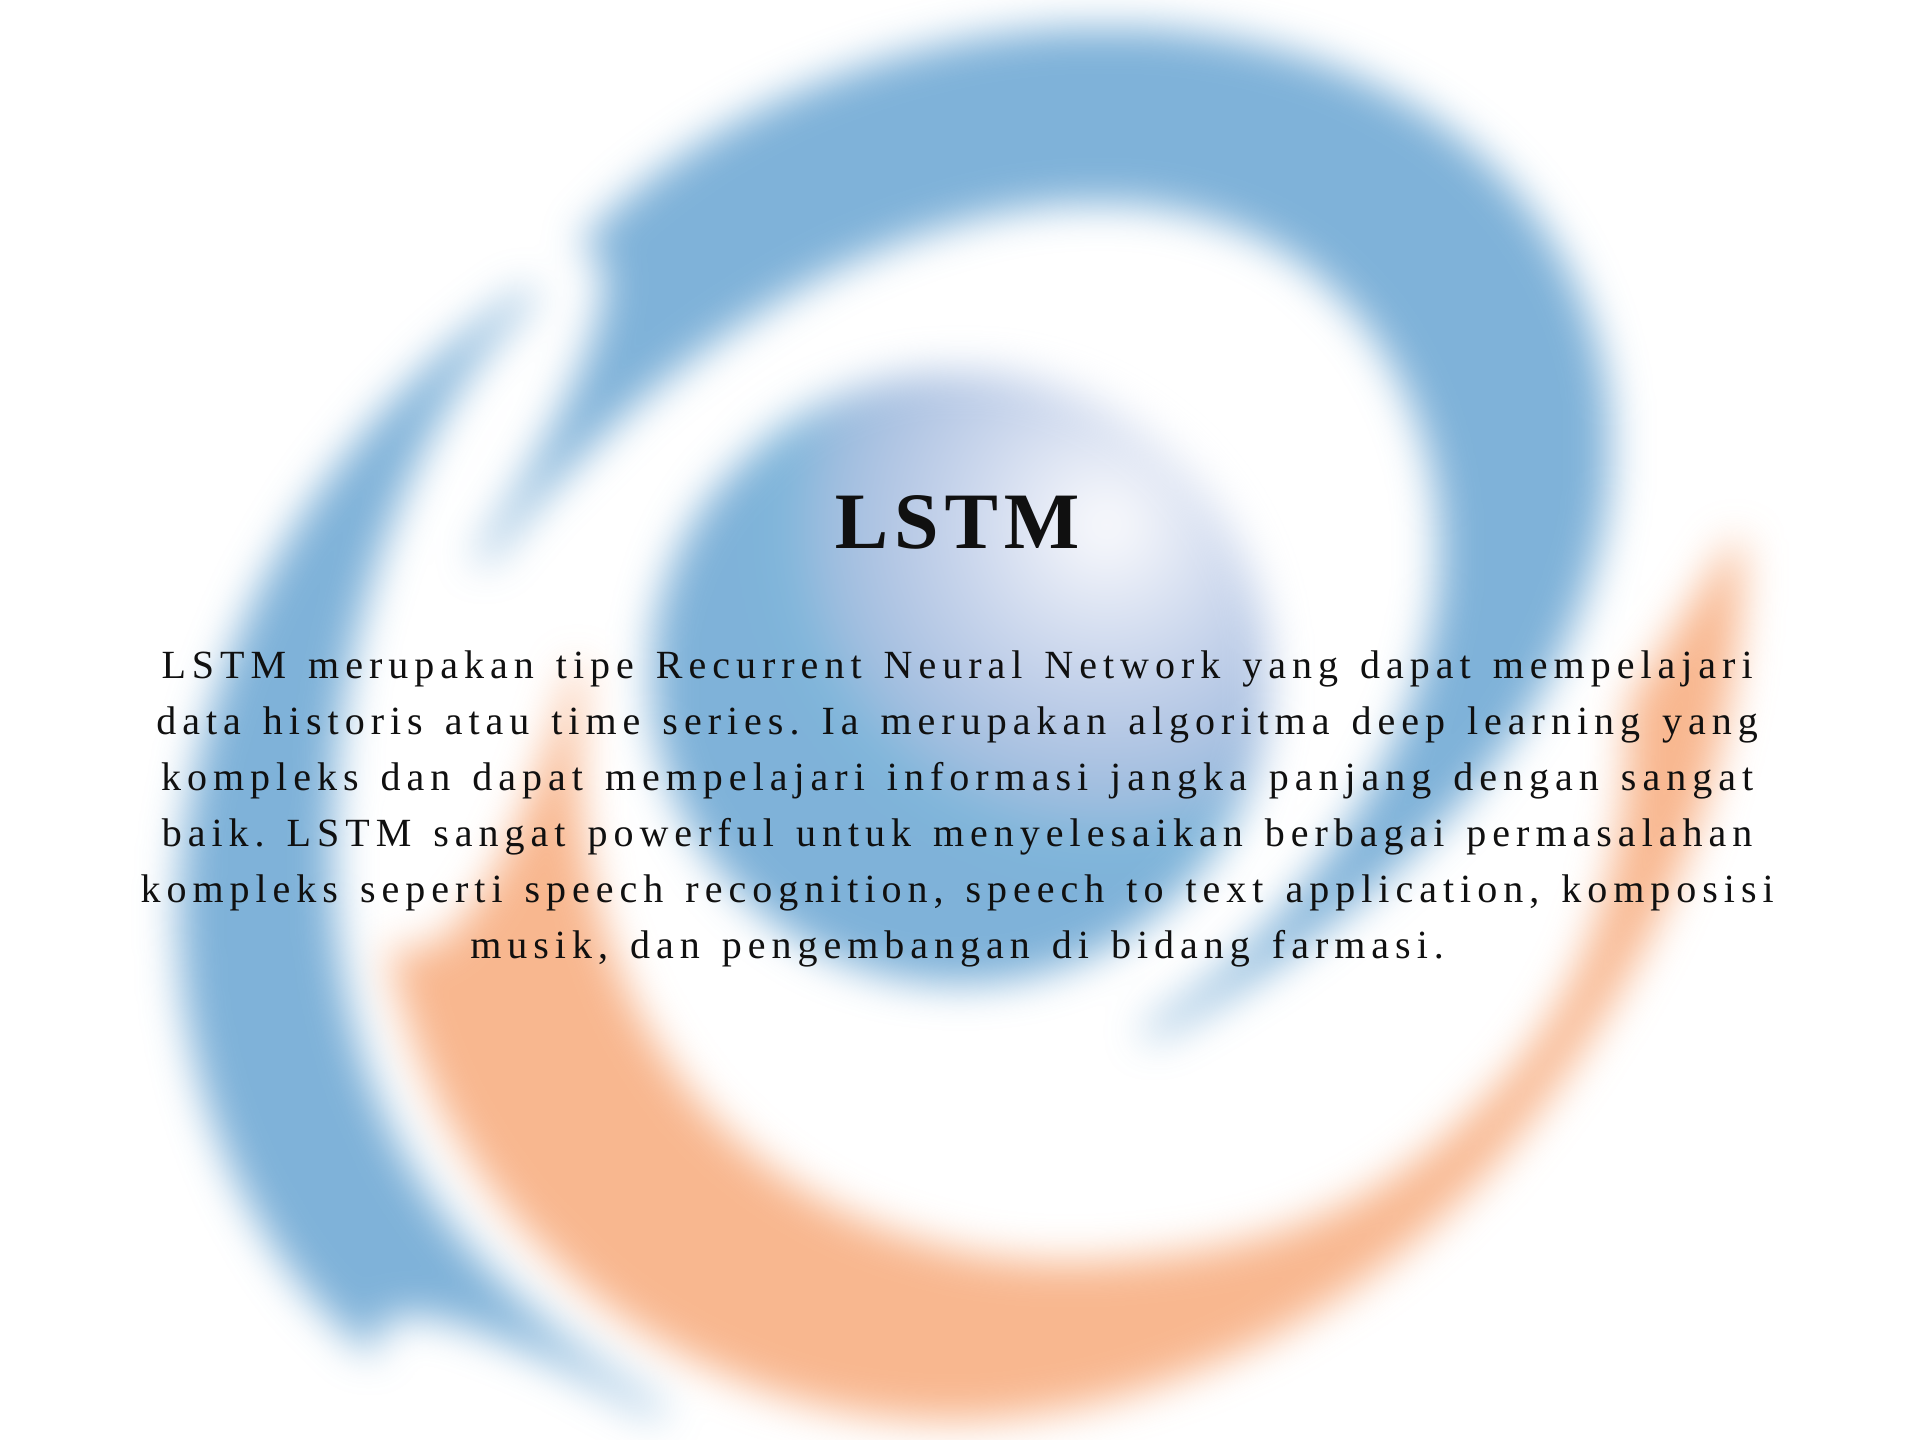 LSTM
LSTM merupakan tipe Recurrent Neural Network yang dapat mempelajari
data historis atau time series. Ia merupakan algoritma deep learning yang
kompleks dan dapat mempelajari informasi jangka panjang dengan sangat
baik. LSTM sangat powerful untuk menyelesaikan berbagai permasalahan
kompleks seperti speech recognition, speech to text application, komposisi
musik, dan pengembangan di bidang farmasi.